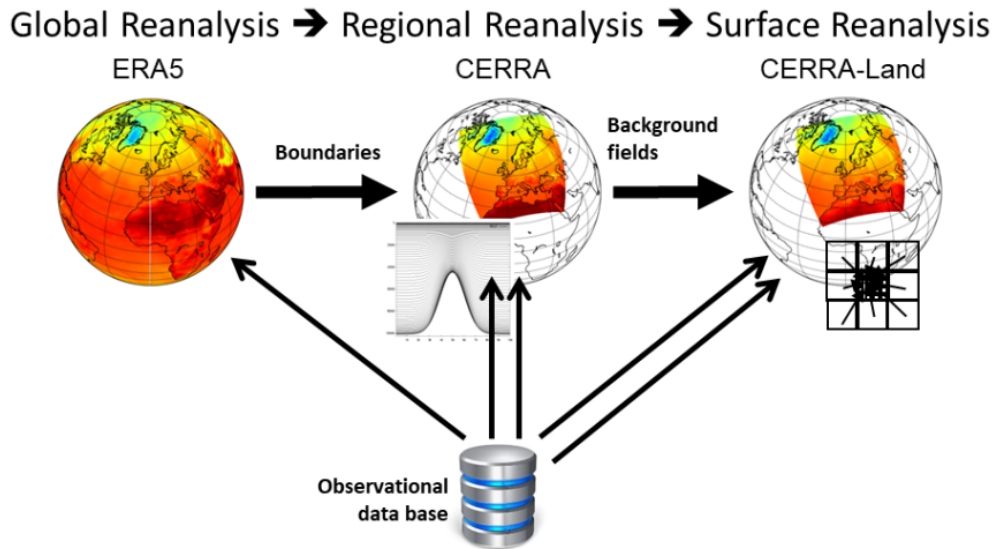 Global Reanalysis ➔ Regional Reanalysis ➔ Surface Reanalysis
ERA5
CERRA
CERRA-Land
Boundaries
Background
fields
Observational
data base